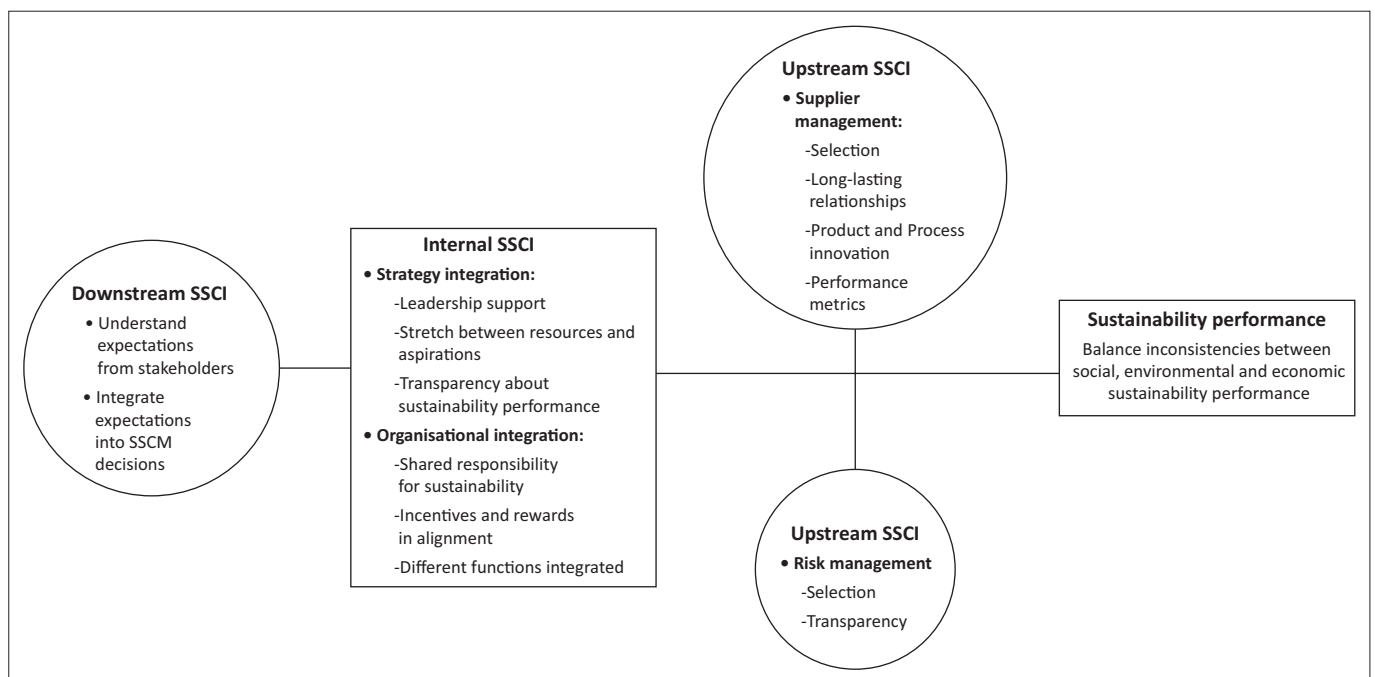 Downstream SSCI
• Understand
expectations
from stakeholders
• Integrate
expectations
into SSCM
decisions
Internal SSCI
• Strategy integration:
-Leadership support
-Stretch between resources and
aspirations
-Transparency about
sustainability performance
• Organisational integration:
-Shared responsibility
for sustainability
-Incentives and rewards
in alignment
-Different functions integrated
Upstream SSCI
• Supplier
management:
-Selection
-Long-lasting
relationships
-Product and Process
innovation
-Performance
metrics
Upstream SSCI
• Risk management
-Selection
-Transparency
Sustainability performance
Balance inconsistencies between
social, environmental and economic
sustainability performance